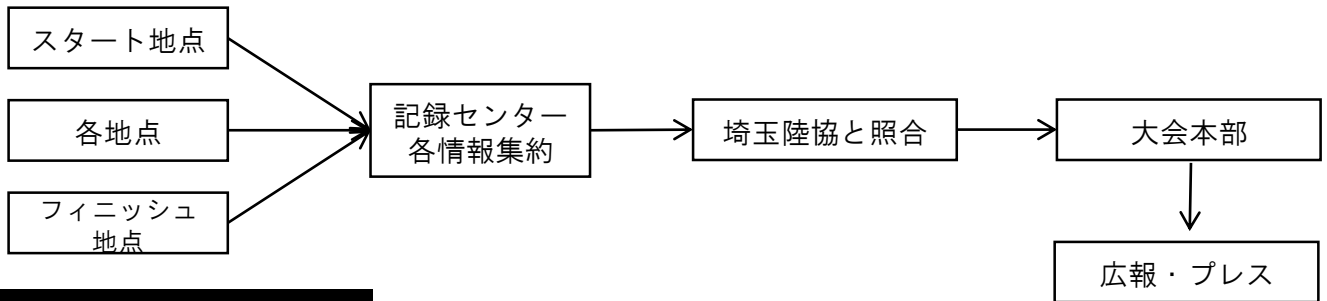 スタート地点
各地点
フィニッシュ
地点
記録センター
各情報集約
埼玉陸協と照合
大会本部
広報・プレス